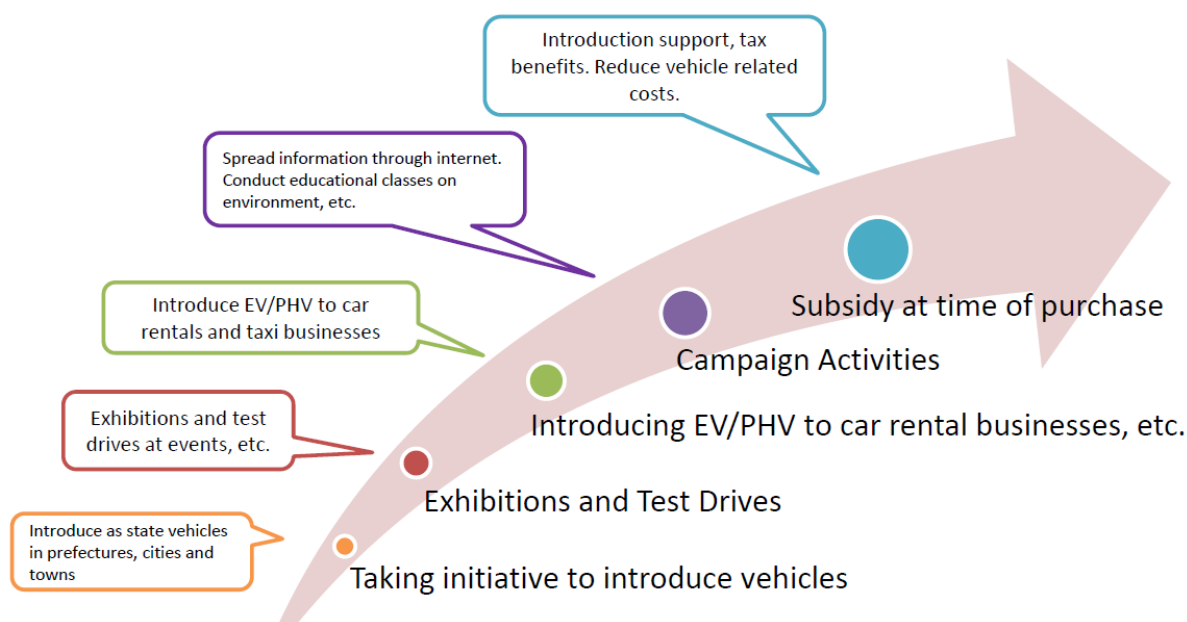 Introduction support, tax
benefits. Reduce vehicle related
costs.
Spread information through internet.
Conduct educational classes on
environment, etc.
Subsidy at time of purchase
Introduce EV/PHV to car
rentals and taxi businesses
Campaign Activities
Exhibitions and test
drives at events, etc.
Introducing EV/PHV to car rental businesses, etc.
Exhibitions and Test Drives
Introduce as state vehicles
in prefectures, cities and
towns
Taking initiative to introduce vehicles